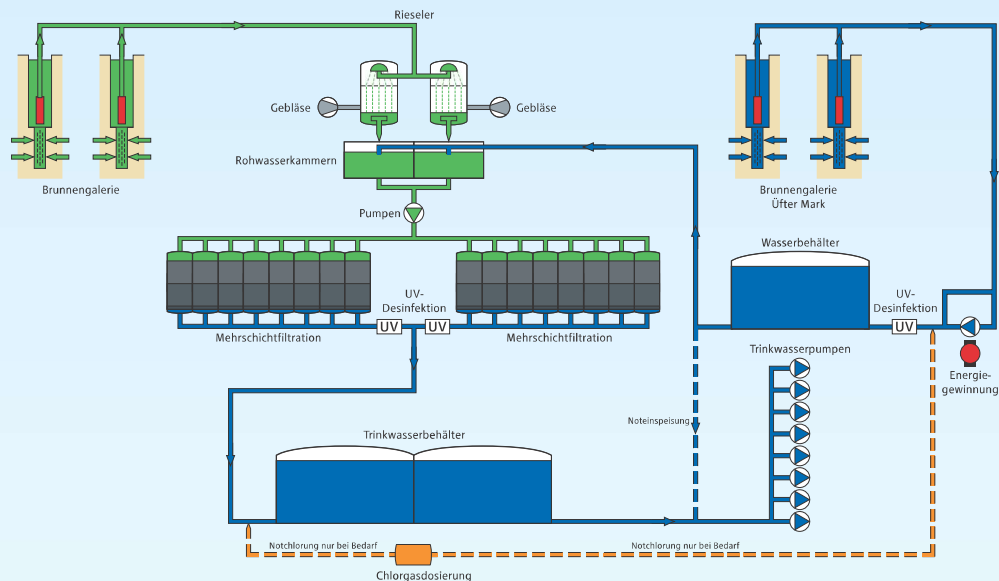 Rieseler
Gebläse
Gebläse
Rohwasserkammern
Brunnengalerie
Brunnengalerie
Üfter Mark
Pumpen
Wasserbehälter
UV-
Desinfektion
UV
UV
Mehrschichtfiltration
Mehrschichtfiltration
UV-
Desinfektion
UV
Trinkwasserpumpen
Energie-
gewinnung
Noteinspeisung
Trinkwasserbehälter
Notchlorung nur bei Bedarf
Notchlorung nur bei Bedarf
Chlorgasdosierung